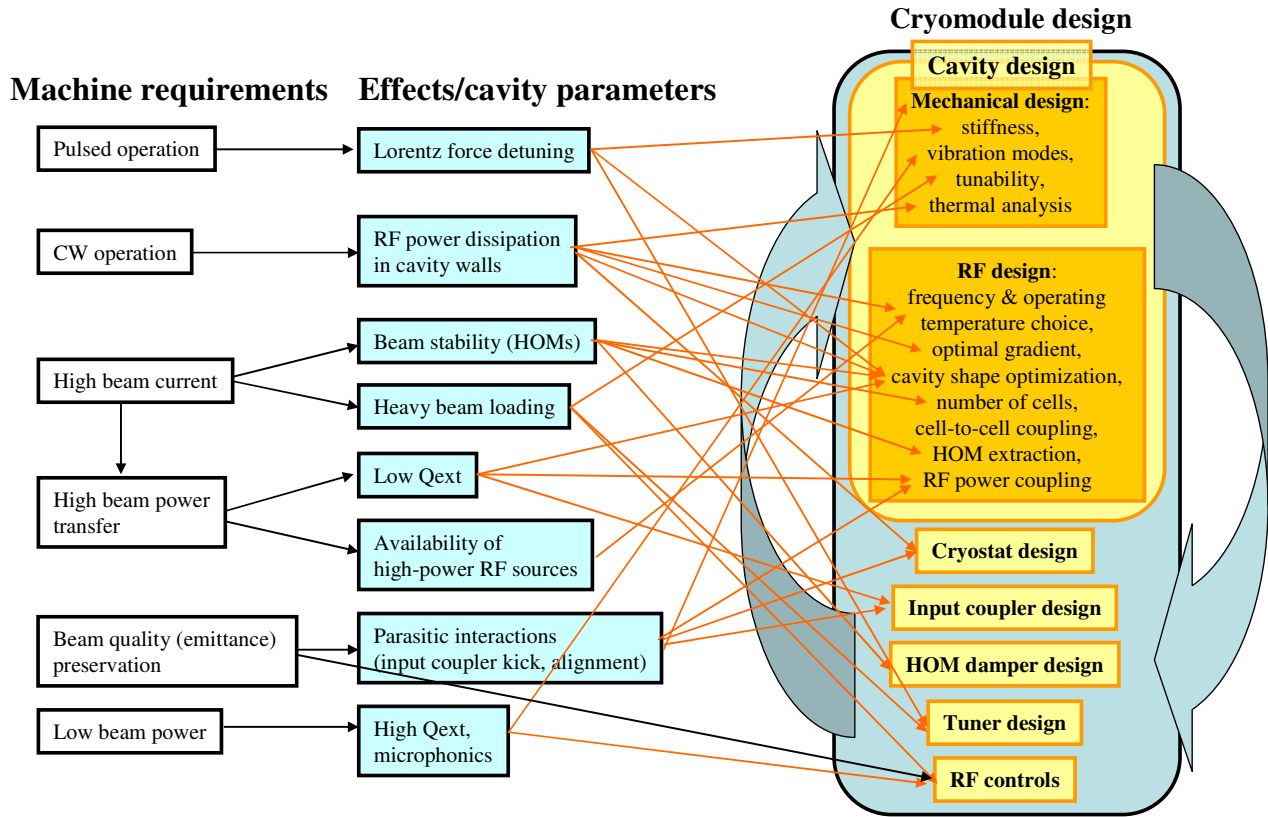 Cryomodule design
Machine requirements
Effects/cavity parameters
Pulsed operation
CW operation
High beam current
High beam power
transfer
Beam quality (emittance)
preservation
Low beam power
Lorentz force detuning
RF power dissipation
in cavity walls
Beam stability (HOMs)
Heavy beam loading
Low Qext
Availability of
high-power RF sources
Parasitic interactions
(input coupler kick, alignment)
High Qext,
microphonics
Cavity design
Mechanical design:
stiffness,
vibration modes,
tunability,
thermal analysis
RF design:
frequency & operating
temperature choice,
optimal gradient,
cavity shape optimization,
number of cells,
cell-to-cell coupling,
HOM extraction,
RF power coupling
Cryostat design
Input coupler design
HOM damper design
Tuner design
RF controls